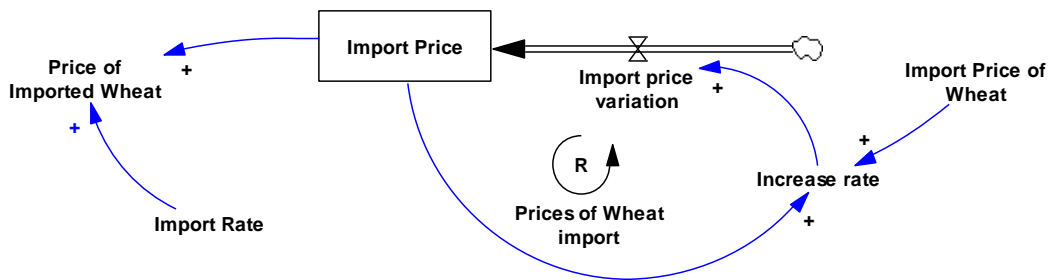 Import Price
+
Price of
Imported Wheat
+
Import Rate
Import price
variation
+
Import Price of
Wheat
+
Increase rate
+
R
Prices of Wheat
import